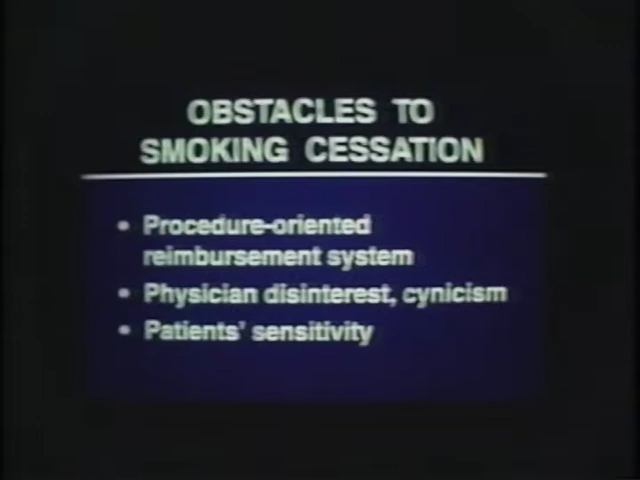 OBSTACLES TO
SMOKING CESSATION
• Procedure-oriented
reimbursement system
• Physician disinterest, cynicism
• Patients' sensitivity